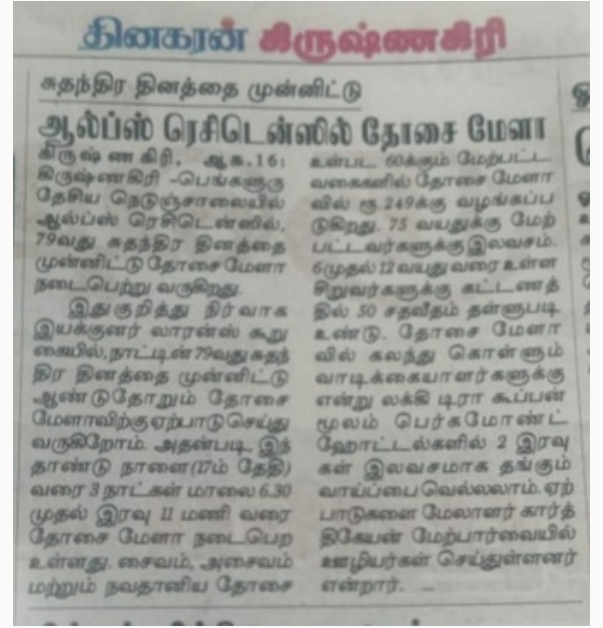 தினகரன் கிருஷ்ணகிரி
சுதந்திர தினத்தை முன்னிட்டு
ஆல்ப்ஸ் ரெசிடென்ஸில் தோசை மேளா
கிருஷ்ணகிரி, ஆக.16:
கிருஷ்ணகிரி -பெங்களூரு
தேசிய நெடுஞ்சாலையில்
ஆல்ப்ஸ் ரெசிடென்ஸில்,
79வது சுதந்திர தினத்தை
முன்னிட்டு தோசை மேளா
நடைபெற்று வருகிறது.
இதுகுறித்து நிர்வாக
இயக்குனர் லாரன்ஸ் கூறு
கையில், நாட்டின் 79வது சுதந்
திர தினத்தை முன்னிட்டு
ஆண்டுதோறும் தோசை
மேளாவிற்கு ஏற்பாடு செய்து
வருகிறோம். அதன்படி, இந்
தாண்டு நாளை (17ம் தேதி)
வரை 3 நாட்கள் மாலை 6.30
முதல் இரவு 11 மணி வரை
தோசை மேளா நடைபெற
உள்ளது. சைவம், அசைவம்
மற்றும் நவதானிய தோசை
உள்பட 60க்கும் மேற்பட்ட
வகைகளில் தோசை மேளா
வில் ரூ.249க்கு வழங்கப்ப
டுகிறது. 75 வயதுக்கு மேற்
பட்டவர்களுக்கு இலவசம்.
6 முதல் 12 வயது வரை உள்ள
சிறுவர்களுக்கு கட்டணத்
தில் 50 சதவீதம் தள்ளுபடி
உண்டு. தோசை மேளா
வில் கலந்து கொள்ளும்
வாடிக்கையாளர்களுக்கு
என்று லக்கி டிரா கூப்பன்
மூலம் பெர்கமோண்ட்
ஹோட்டல்களில் 2 இரவு
கள் இலவசமாக தங்கும்
வாய்ப்பை வெல்லலாம். ஏற்
பாடுகளை மேலாளர் கார்த்
திகேயன் மேற்பார்வையில்
ஊழியர்கள் செய்துள்ளனர்
என்றார்.